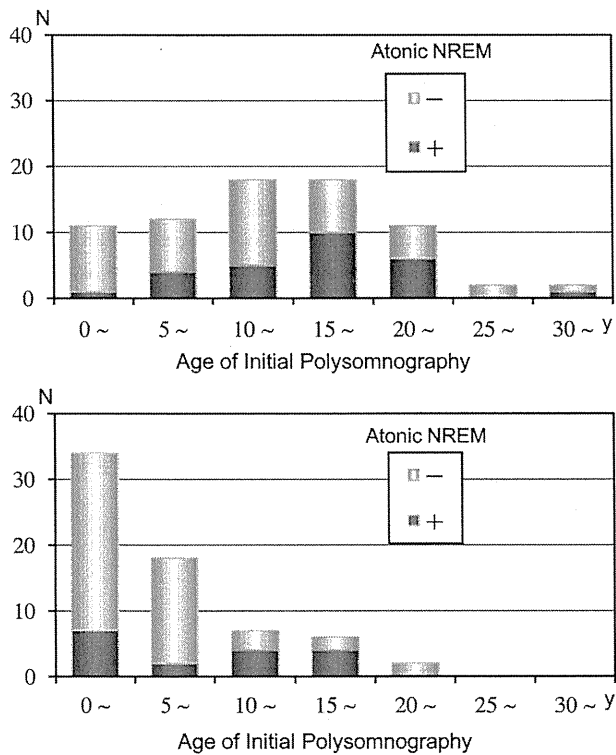 N
40
Atonic NREM
−
30
+
20
10
0
0 ~ 5 ~ 10 ~ 15 ~ 20 ~ 25 ~ 30 ~ y
Age of Initial Polysomnography
N
40
Atonic NREM
−
30
+
20
10
0
0 ~ 5 ~ 10 ~ 15 ~ 20 ~ 25 ~ 30 ~ y
Age of Initial Polysomnography